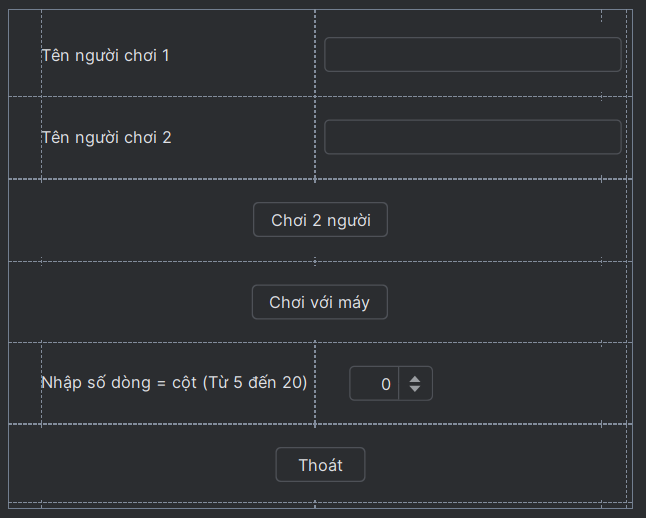 Tên người chơi 1
Tên người chơi 2
Chơi 2 người
Chơi với máy
Nhập số dòng = cột (Từ 5 đến 20) 0
Thoát